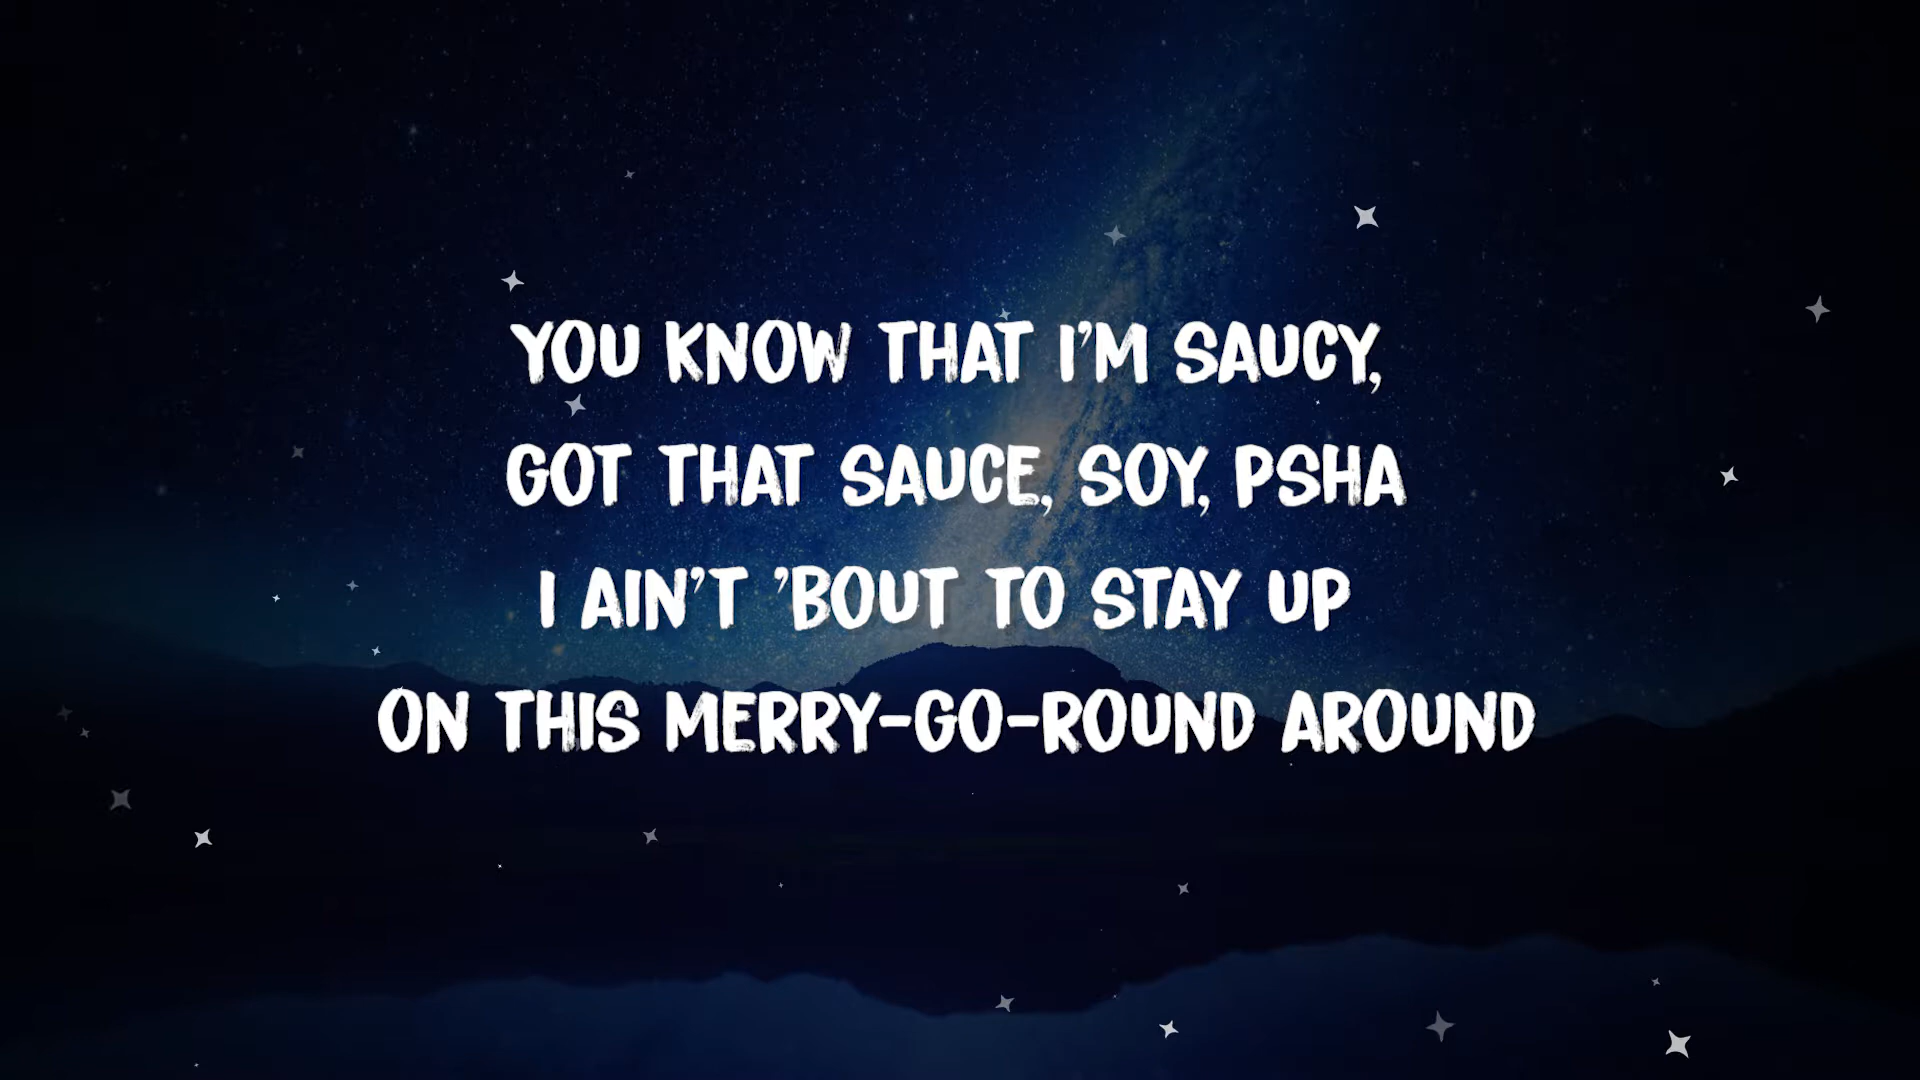 YOU KNOW THAT I'M SAUCY,
GOT THAT SAUCE, SOY, PSHA
I AIN'T 'BOUT TO STAY UP
ON THIS MERRY-GO-ROUND AROUND